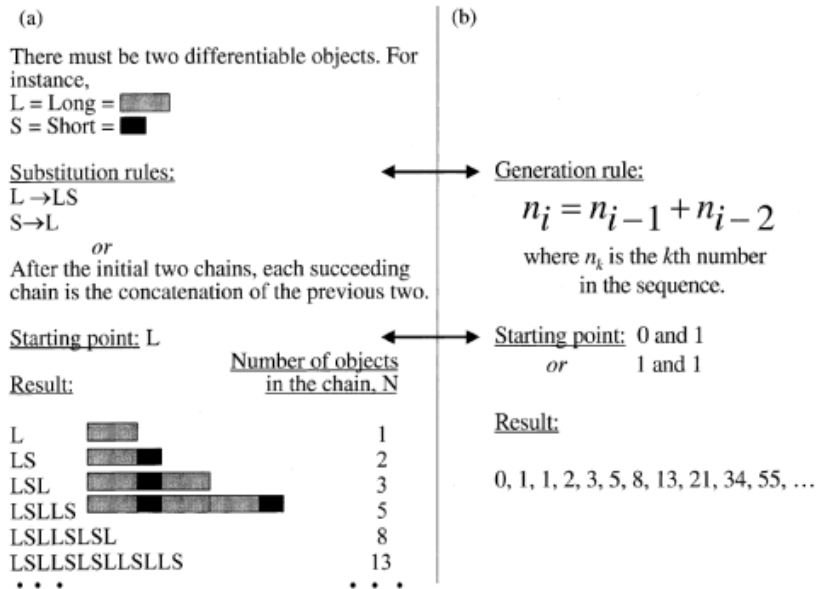 (a)
There must be two differentiable objects. For
instance,
L = Long =
S = Short =
Substitution rules:
L →LS
S→L
or
After the initial two chains, each succeeding
chain is the concatenation of the previous two.
Starting point: L
Number of objects
Result: in the chain, N
L 1
LS 2
LSL 3
LSLLS 5
LSLLSLSL 8
LSLLSLSLLSLLS 13
. . . . . .
(b)
Generation rule:
n_i = n_{i–1} + n_{i–2}
where n_k is the kth number
in the sequence.
Starting point: 0 and 1
or 1 and 1
Result:
0, 1, 1, 2, 3, 5, 8, 13, 21, 34, 55, …